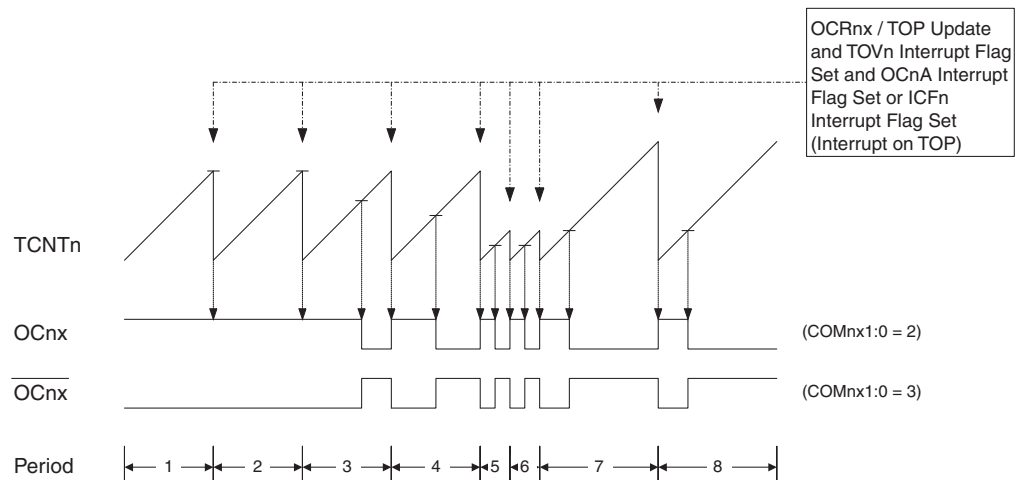 OCRnx / TOP Update
and TOVn Interrupt Flag
Set and OCnA Interrupt
Flag Set or ICFn
Interrupt Flag Set
(Interrupt on TOP)
TCNTn
OCnx (COMnx1:0 = 2)
OCnx (COMnx1:0 = 3)
Period 1 2 3 4 5 6 7 8